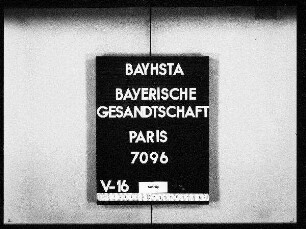 BAYHSTA
BAYERISCHE
GESANDTSCHAFT
PARIS
7096
V-16